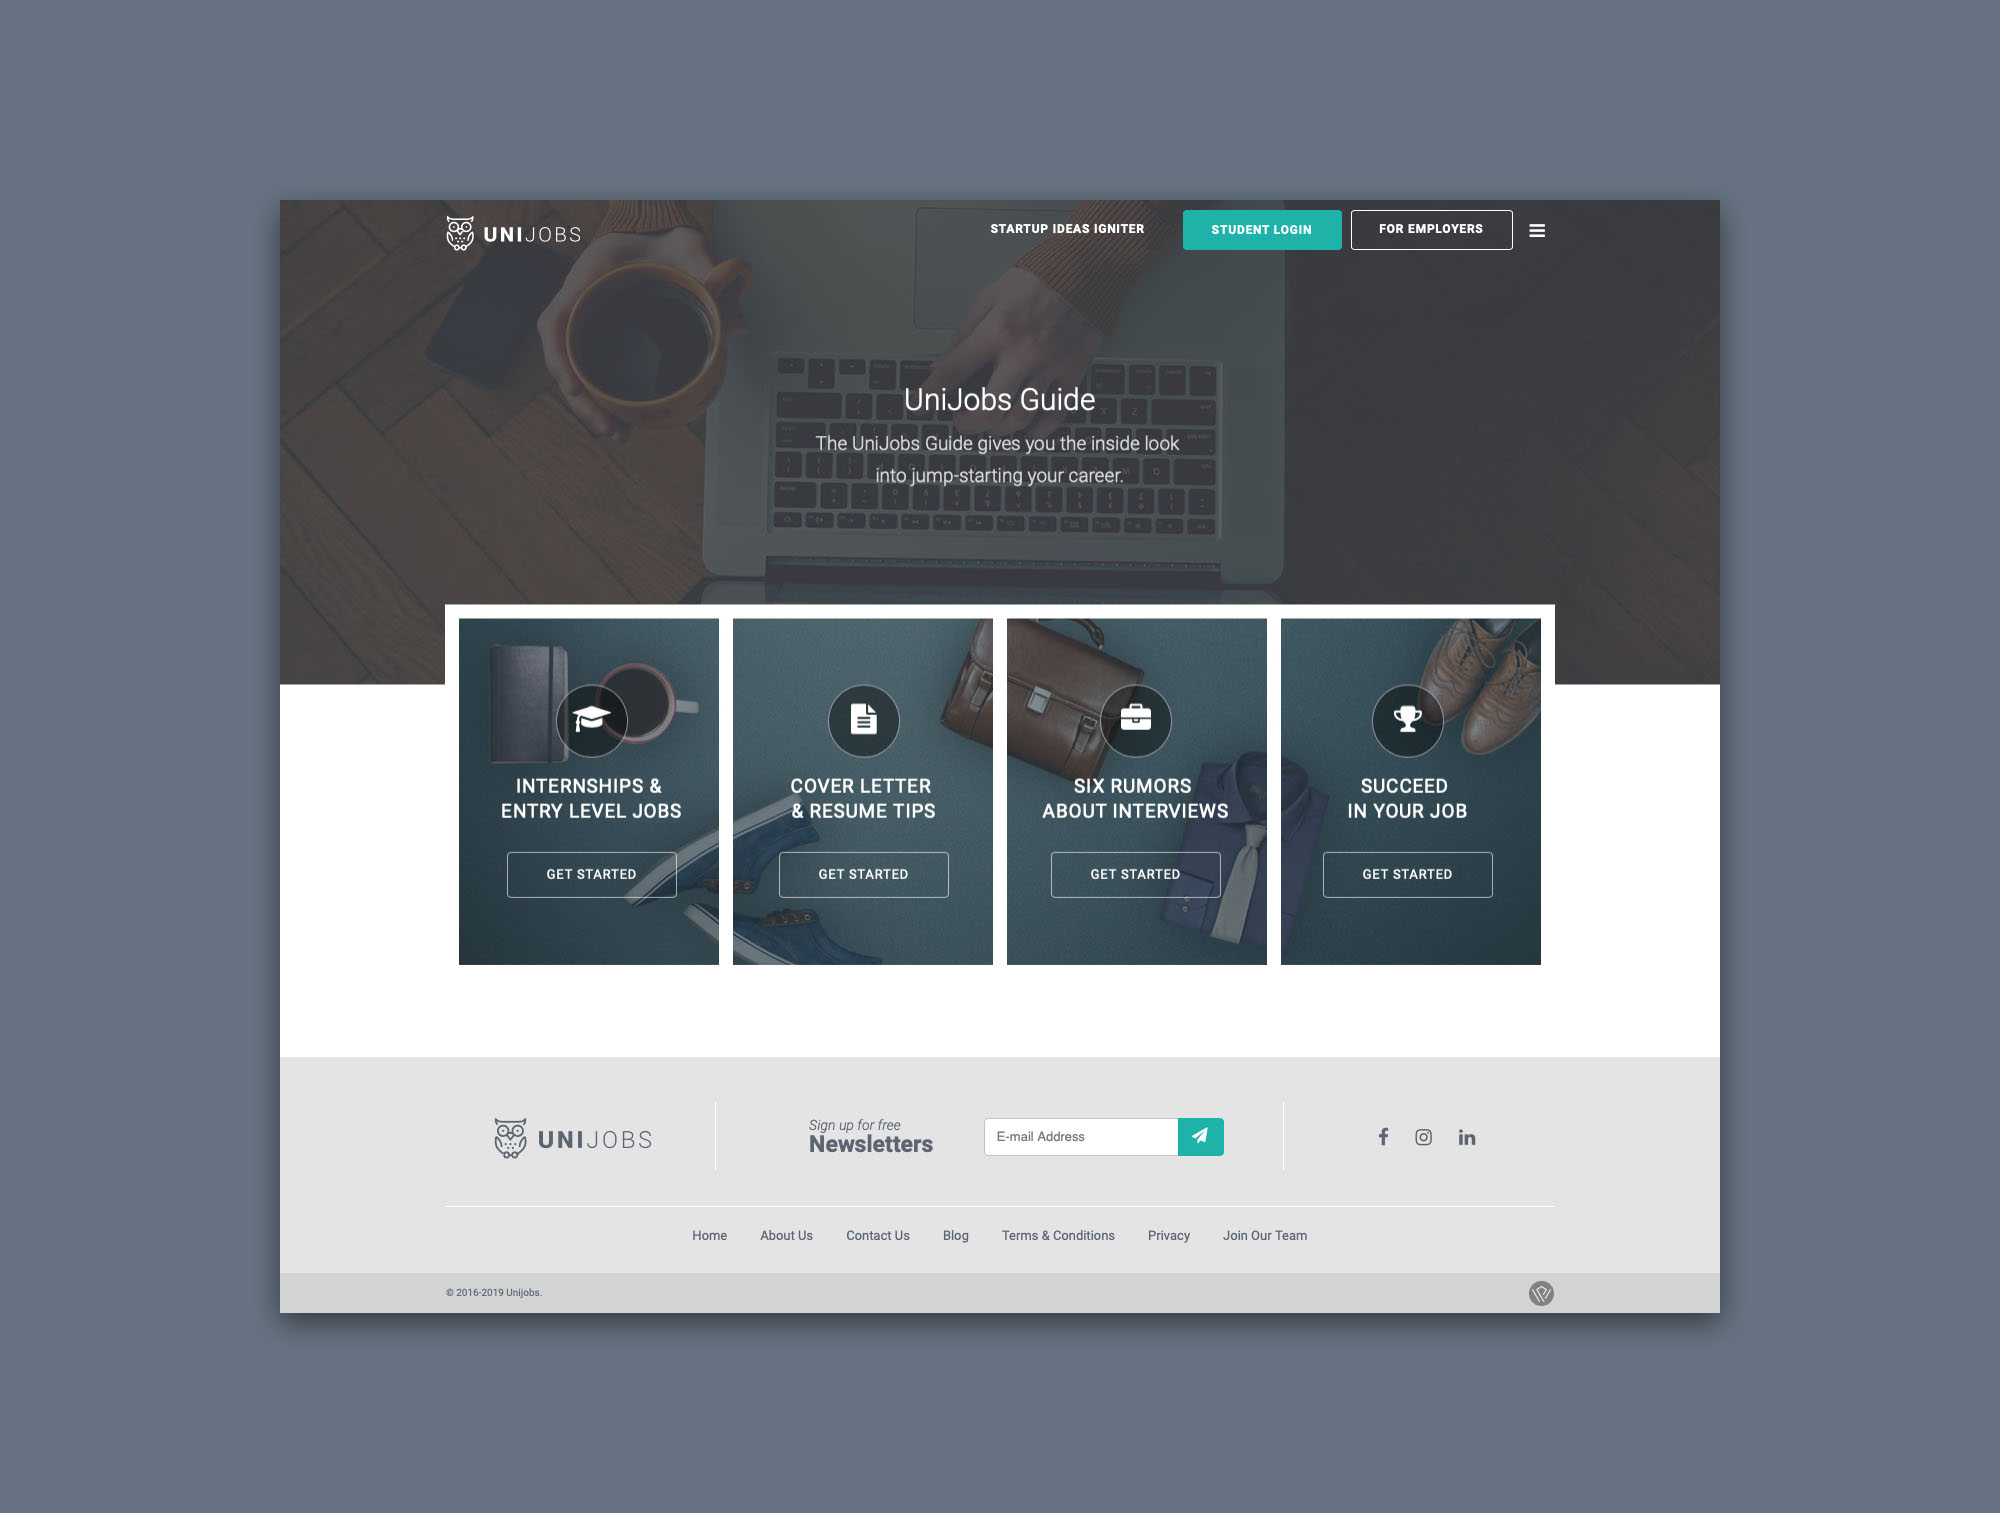 UNIJOBS
STARTUP IDEAS IGNITER
STUDENT LOGIN
FOR EMPLOYERS
UniJobs Guide
The UniJobs Guide gives you the inside look
into jump-starting your career.
INTERNSHIPS &
ENTRY LEVEL JOBS
GET STARTED
COVER LETTER
& RESUME TIPS
GET STARTED
SIX RUMORS
ABOUT INTERVIEWS
GET STARTED
SUCCEED
IN YOUR JOB
GET STARTED
UNIJOBS
Sign up for free
Newsletters
E-mail Address
Home
About Us
Contact Us
Blog
Terms & Conditions
Privacy
Join Our Team
© 2016-2019 Unijobs.